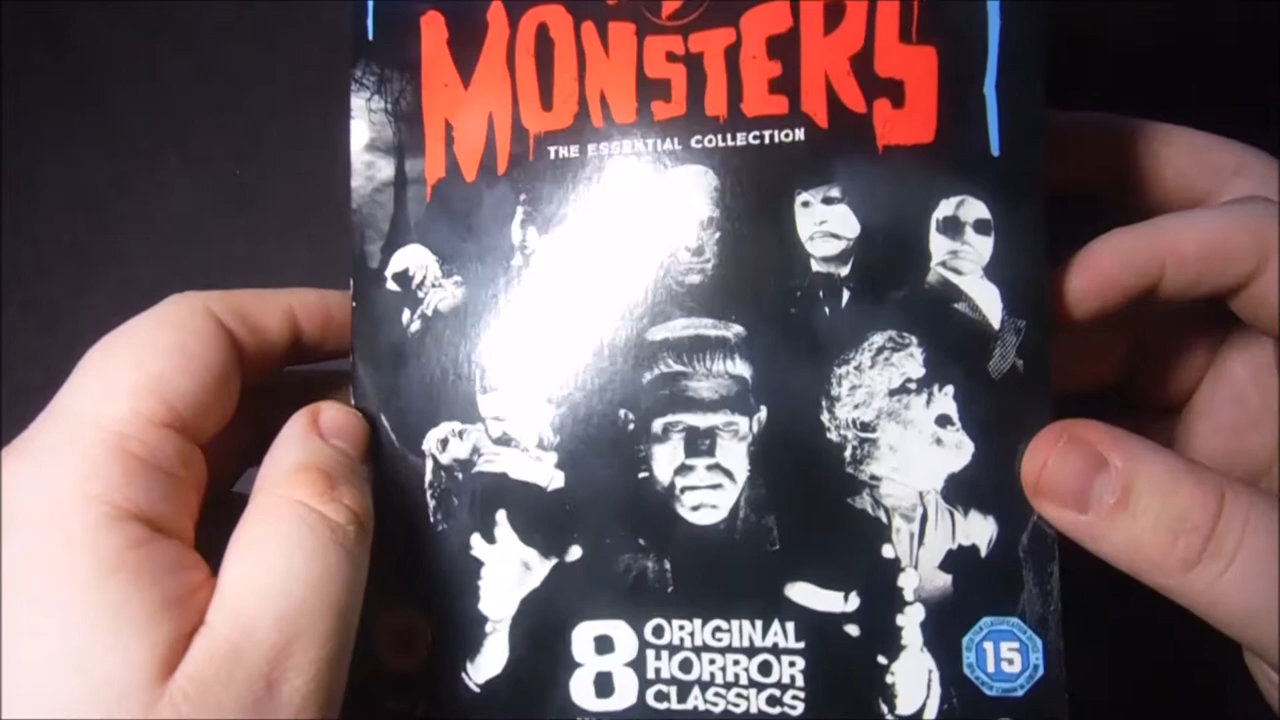 MONSTERS
THE ESSENTIAL COLLECTION
8 ORIGINAL
HORROR
CLASSICS
15